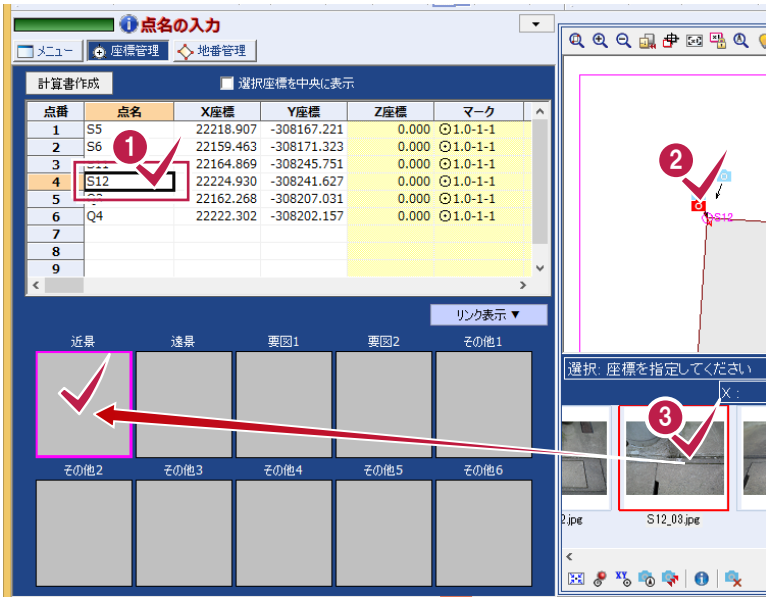 点名の入力
メニュー 座標管理 地番管理
計算書作成 選択座標を中央に表示
点番 点名 X座標 Y座標 Z座標 マーク
1 S5 22218.907 -308167.221 0.000 1.0-1-1
2 S6 22159.463 -308171.323 0.000 1.0-1-1
3 S11 22164.869 -308245.751 0.000 1.0-1-1
4 S12 22224.930 -308241.627 0.000 1.0-1-1
5 22162.268 -308207.031 0.000 1.0-1-1
6 Q4 22222.302 -308202.157 0.000 1.0-1-1
7
8
9
1
リンク表示 ▼
近景 遠景 要図1 要図2 その他1
その他2 その他3 その他4 その他5 その他6
2
S12
選択: 座標を指定してください
X :
3
2.jpg S12_03.jpg
XY